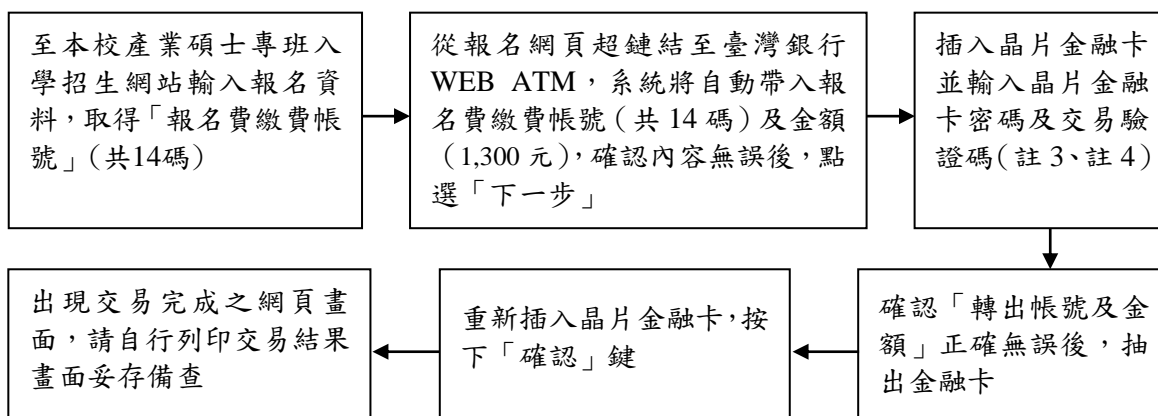 至本校產業碩士專班入
學招生網站輸入報名資
料，取得「報名費繳費帳
號」（共14碼）
從報名網頁超鏈結至臺灣銀行
WEB ATM，系統將自動帶入報
名費繳費帳號（共 14 碼）及金額
（1,300 元），確認內容無誤後，點
選「下一步」
插入晶片金融卡
並輸入晶片金融
卡密碼及交易驗
證碼（註 3、註 4）
確認「轉出帳號及金
額」正確無誤後，抽
出金融卡
重新插入晶片金融卡，按
下「確認」鍵
出現交易完成之網頁畫
面，請自行列印交易結果
畫面妥存備查